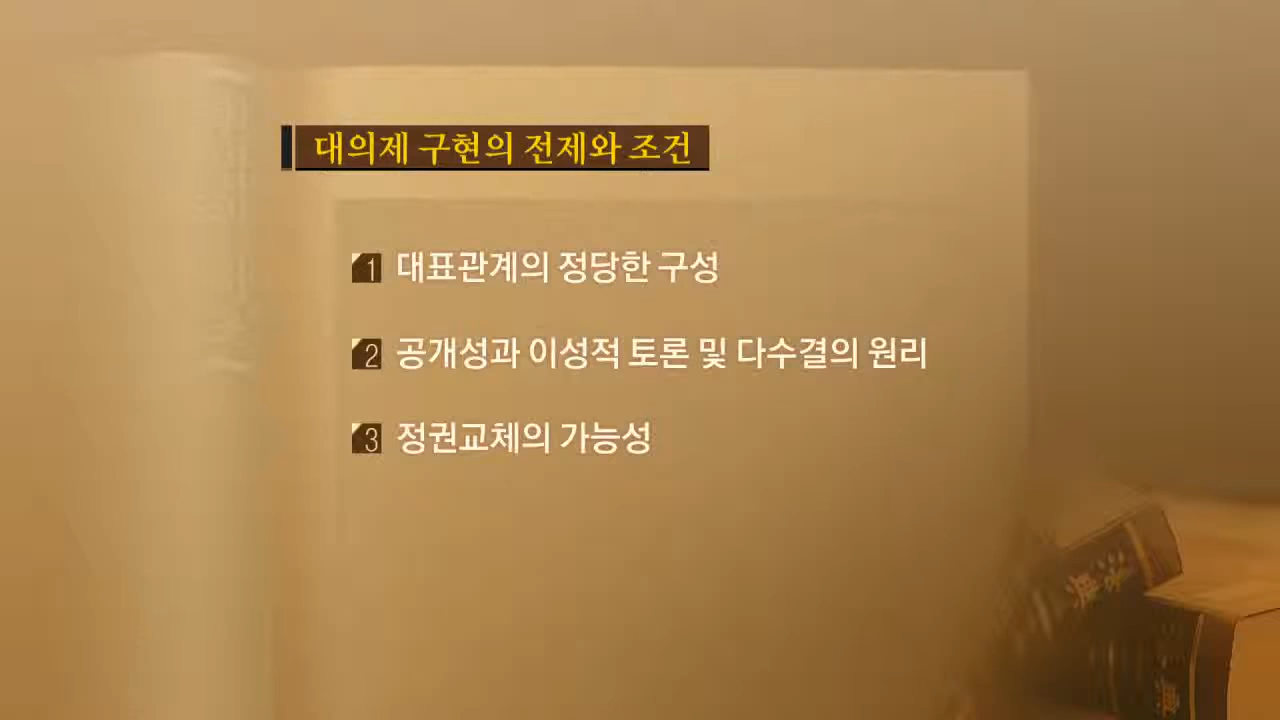 대의제 구현의 전제와 조건
1 대표관계의 정당한 구성
2 공개성과 이성적 토론 및 다수결의 원리
3 정권교체의 가능성